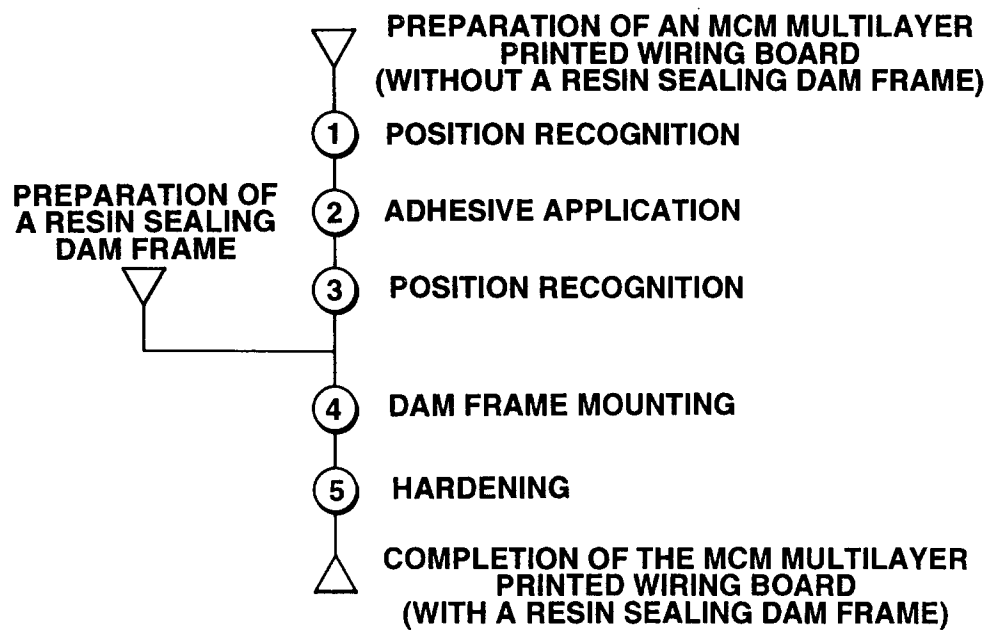 PREPARATION OF AN MCM MULTILAYER
PRINTED WIRING BOARD
(WITHOUT A RESIN SEALING DAM FRAME)
1 POSITION RECOGNITION
2 ADHESIVE APPLICATION
3 POSITION RECOGNITION
PREPARATION OF
A RESIN SEALING
DAM FRAME
4 DAM FRAME MOUNTING
5 HARDENING
COMPLETION OF THE MCM MULTILAYER
PRINTED WIRING BOARD
(WITH A RESIN SEALING DAM FRAME)